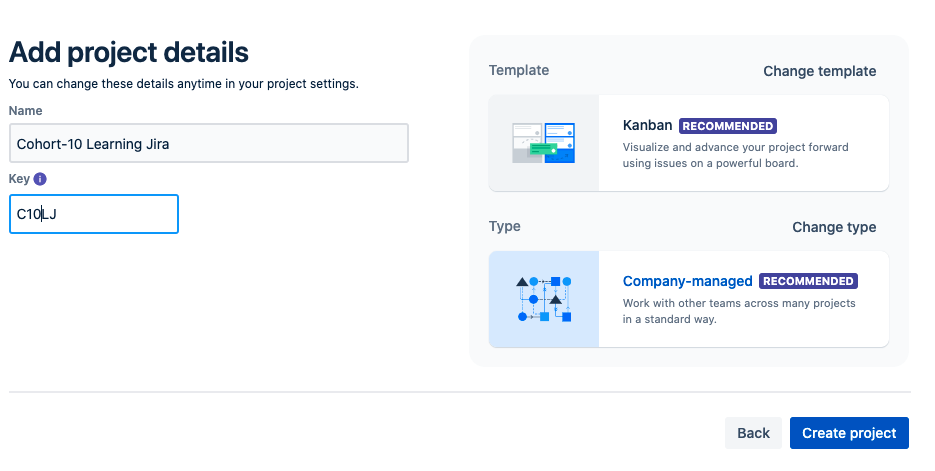 Add project details
You can change these details anytime in your project settings.
Name
Cohort-10 Learning Jira
Key i
C10LJ
Template
Change template
Kanban RECOMMENDED
Visualize and advance your project forward
using issues on a powerful board.
Type
Change type
Company-managed RECOMMENDED
Work with other teams across many projects
in a standard way.
Back
Create project